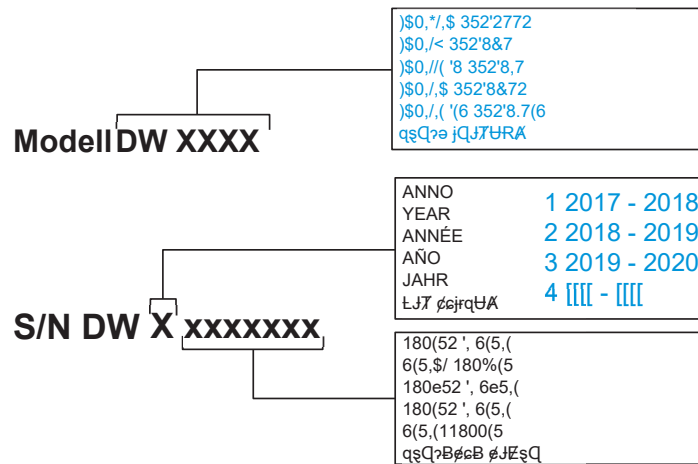 )$0,*/,$ 352'2772
)$0,/< 352'8&7
)$0,//( '8 352'8,7
)$0,/,$ 352'8&72
)$0,/,( '(6 352'8.7(6
Modell DW XXXX
ANNO
YEAR
ANNÉE
AÑO
JAHR
1 2017 - 2018
2 2018 - 2019
3 2019 - 2020
4 [[[[ - [[[[
S/N DW X xxxxxxx
180(52 ', 6(5,(
6(5,$/ 180%(5
180e52 ', 6e5,(
180(52 ', 6(5,(
6(5,(11800(5